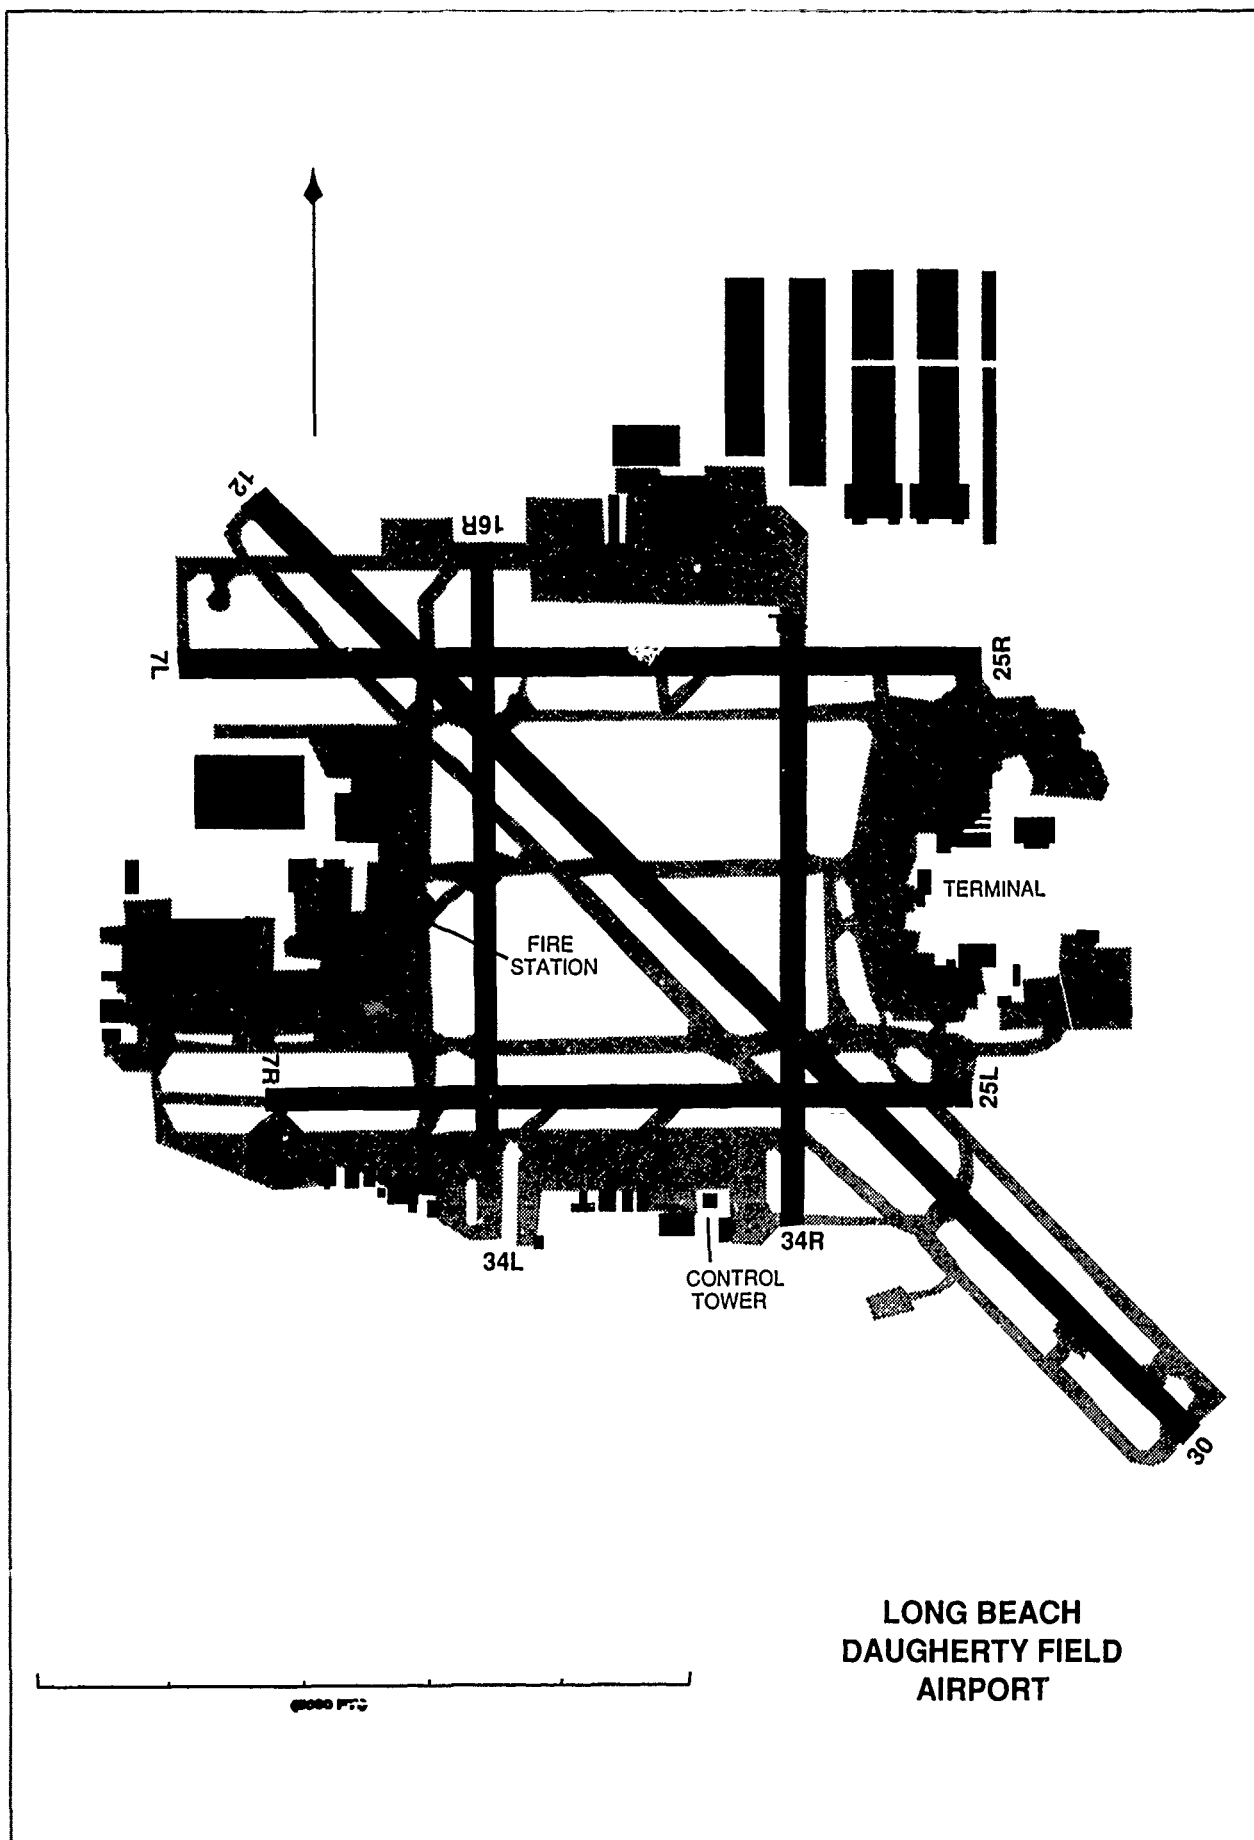 12
16R
7L
25R
TERMINAL
FIRE
STATION
7R
25L
34L
34R
CONTROL
TOWER
30
LONG BEACH
DAUGHERTY FIELD
AIRPORT